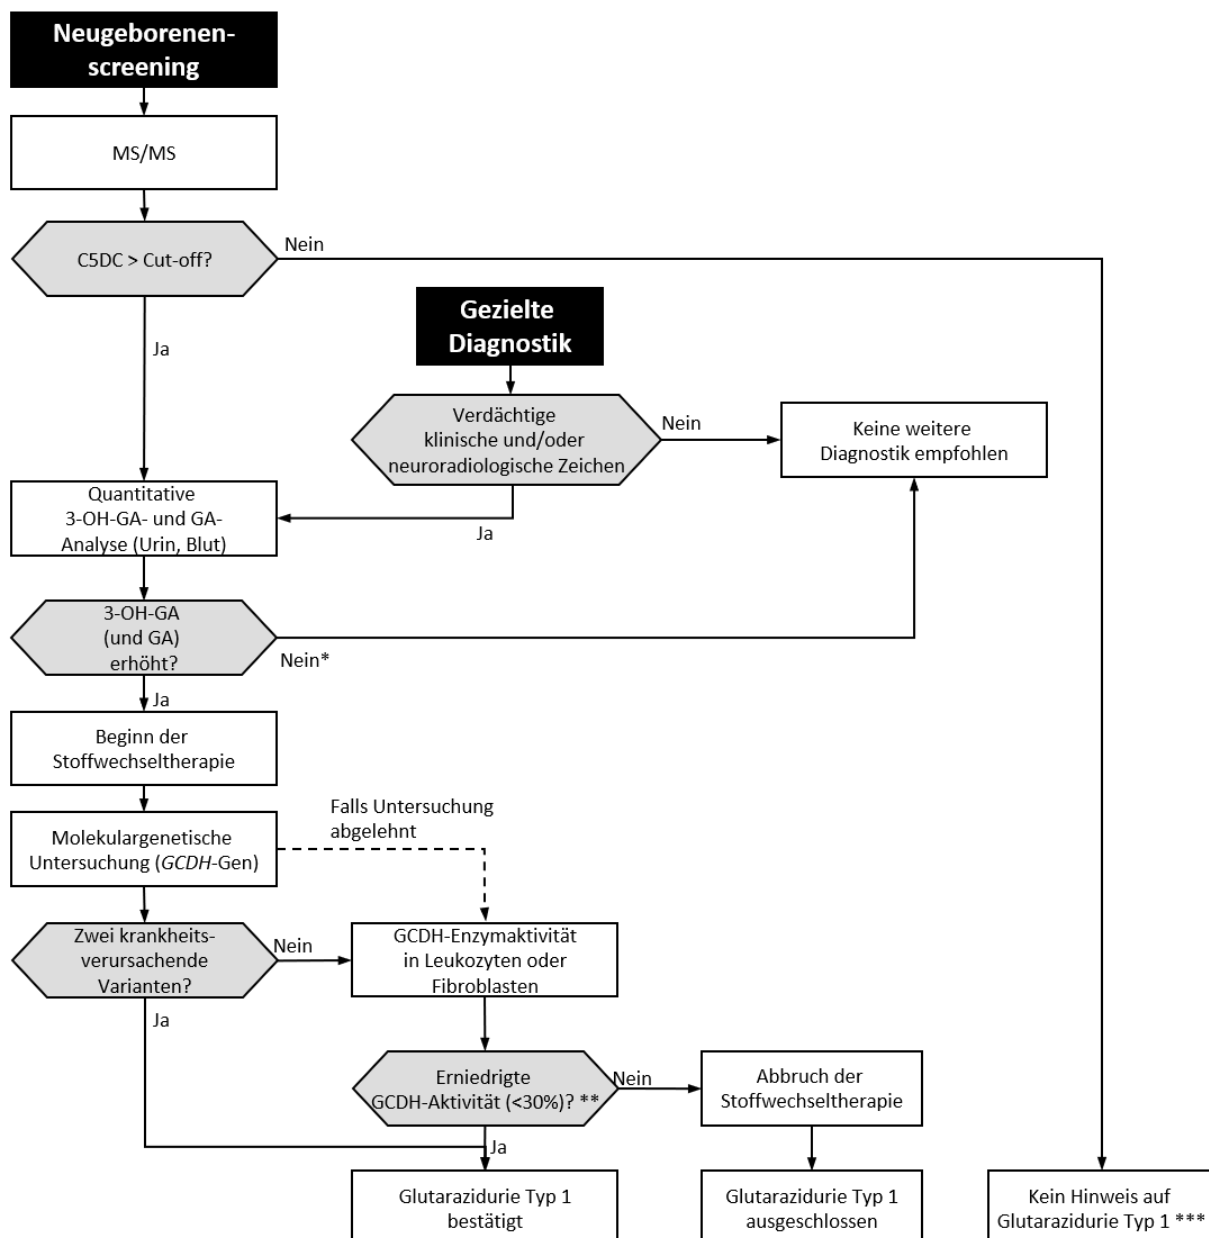 Neugeborenen-
screening
MS/MS
C5DC > Cut-off?
Nein
Ja
Gezielte
Diagnostik
Verdächtige
klinische und/oder
neuroradiologische Zeichen
Nein
Keine weitere
Diagnostik empfohlen
Ja
Quantitative
3-OH-GA- und GA-
Analyse (Urin, Blut)
3-OH-GA
(und GA)
erhöht?
Nein*
Ja
Beginn der
Stoffwechseltherapie
Molekulargenetische
Untersuchung (GCDH-Gen)
Falls Untersuchung
abgelehnt
Zwei krankheits-
verursachende
Varianten?
Nein
Ja
GCDH-Enzymaktivität
in Leukozyten oder
Fibroblasten
Erniedrigte
GCDH-Aktivität (<30%)? **
Nein
Ja
Abbruch der
Stoffwechseltherapie
Glutarazidurie Typ 1
bestätigt
Glutarazidurie Typ 1
ausgeschlossen
Kein Hinweis auf
Glutarazidurie Typ 1 ***